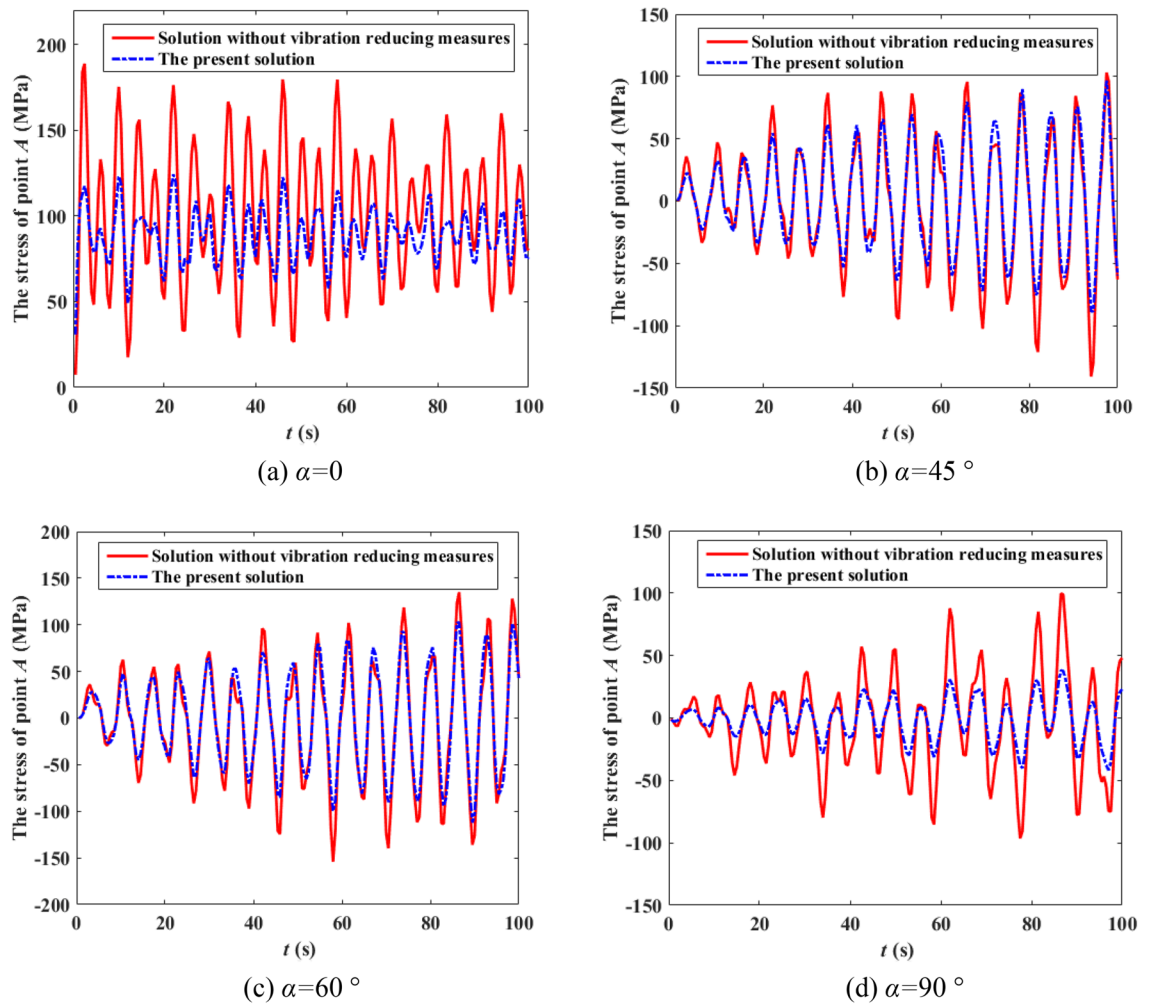 The stress of point A (MPa)
200
150
100
50
0
Solution without vibration reducing measures
The present solution
0 20 40 60 80 100
t (s)
(a) α=0
The stress of point A (MPa)
150
100
50
0
-50
-100
-150
Solution without vibration reducing measures
The present solution
0 20 40 60 80 100
t (s)
(b) α=45 °
The stress of point A (MPa)
200
150
100
50
0
-50
-100
-150
-200
Solution without vibration reducing measures
The present solution
0 20 40 60 80 100
t (s)
(c) α=60 °
The stress of point A (MPa)
150
100
50
0
-50
-100
-150
Solution without vibration reducing measures
The present solution
0 20 40 60 80 100
t (s)
(d) α=90 °